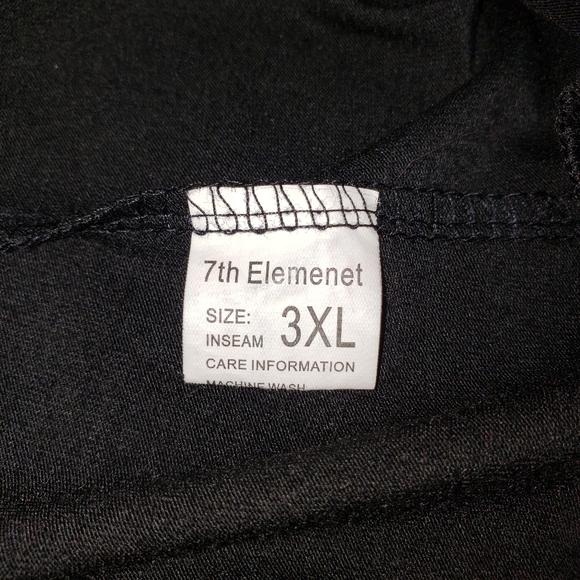 7th Elemenet
SIZE: 3XL
INSEAM
CARE INFORMATION
MACHINE WASH